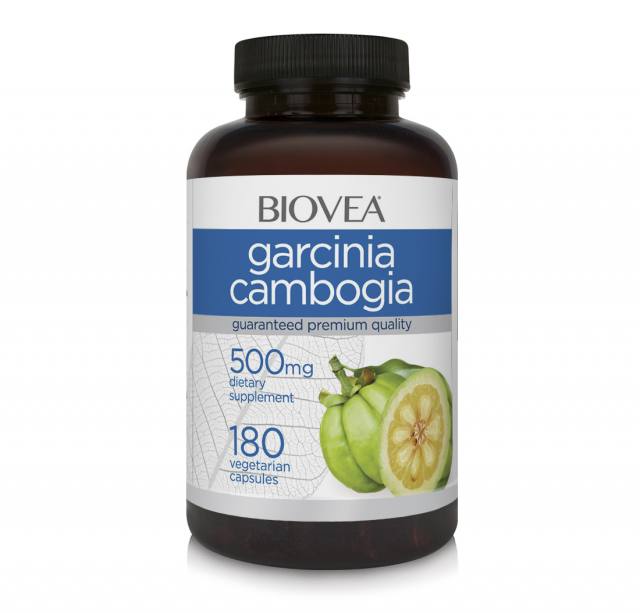 BIOVEA®
garcinia
cambogia
guaranteed premium quality
500mg
dietary
supplement
180
vegetarian
capsules